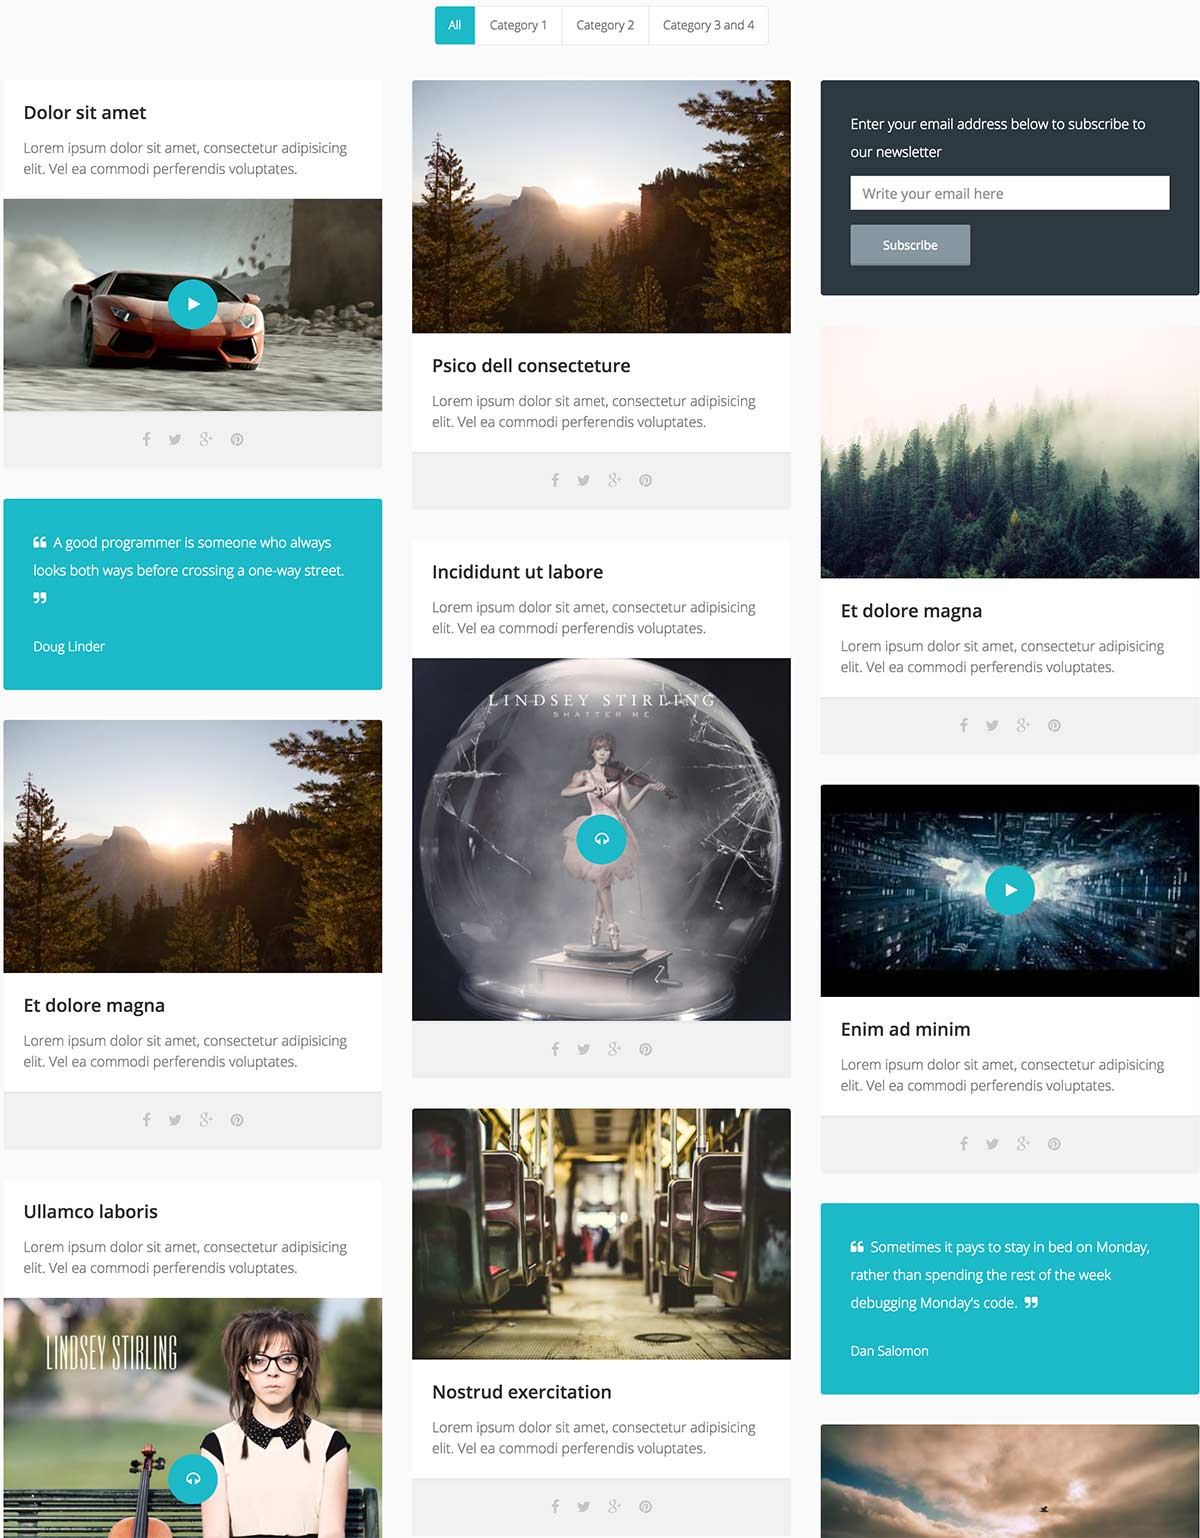 All
Category 1
Category 2
Category 3 and 4
Dolor sit amet
Lorem ipsum dolor sit amet, consectetur adipisicing
elit. Vel ea commodi perferendis voluptates.
“ A good programmer is someone who always
looks both ways before crossing a one-way street.
”
Doug Linder
Et dolore magna
Lorem ipsum dolor sit amet, consectetur adipisicing
elit. Vel ea commodi perferendis voluptates.
Ullamco laboris
Lorem ipsum dolor sit amet, consectetur adipisicing
elit. Vel ea commodi perferendis voluptates.
LINDSEY STIRLING
Psico dell consecteture
Lorem ipsum dolor sit amet, consectetur adipisicing
elit. Vel ea commodi perferendis voluptates.
Incididunt ut labore
Lorem ipsum dolor sit amet, consectetur adipisicing
elit. Vel ea commodi perferendis voluptates.
LINDSEY STIRLING
SHATTER ME
Nostrud exercitation
Lorem ipsum dolor sit amet, consectetur adipisicing
elit. Vel ea commodi perferendis voluptates.
Enter your email address below to subscribe to
our newsletter
Write your email here
Subscribe
Et dolore magna
Lorem ipsum dolor sit amet, consectetur adipisicing
elit. Vel ea commodi perferendis voluptates.
Enim ad minim
Lorem ipsum dolor sit amet, consectetur adipisicing
elit. Vel ea commodi perferendis voluptates.
“ Sometimes it pays to stay in bed on Monday,
rather than spending the rest of the week
debugging Monday's code. ”
Dan Salomon